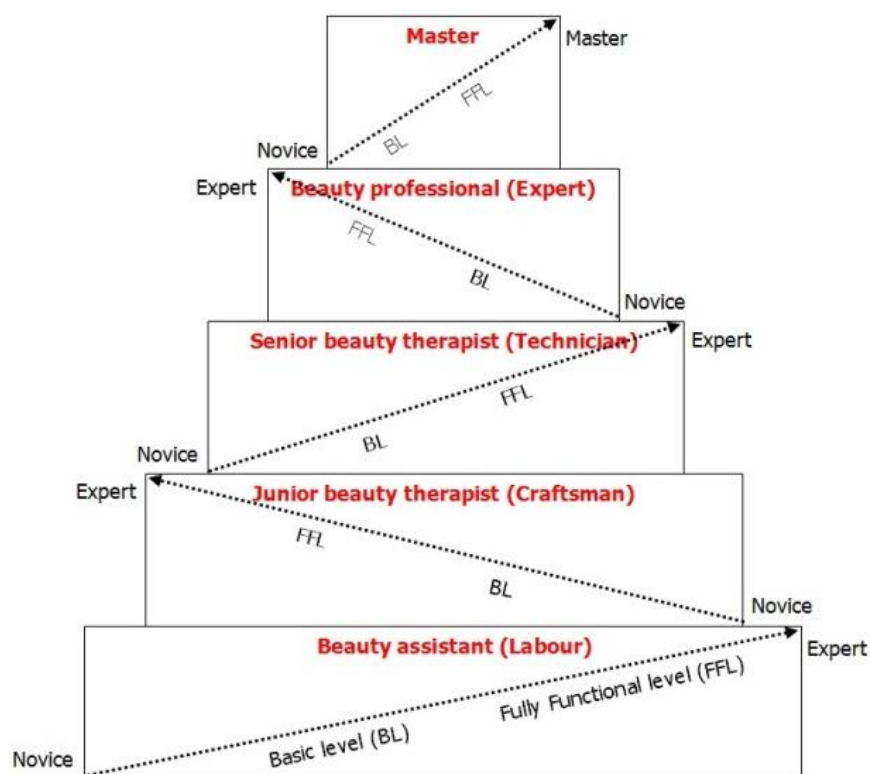 Master
Master
FFL
BL
Novice
Expert
Beauty professional (Expert)
FFL
BL
Novice
Senior beauty therapist (Technician)
Expert
FFL
BL
Novice
Expert
Junior beauty therapist (Craftsman)
FFL
BL
Novice
Beauty assistant (Labour)
Expert
Fully Functional level (FFL)
Basic level (BL)
Novice